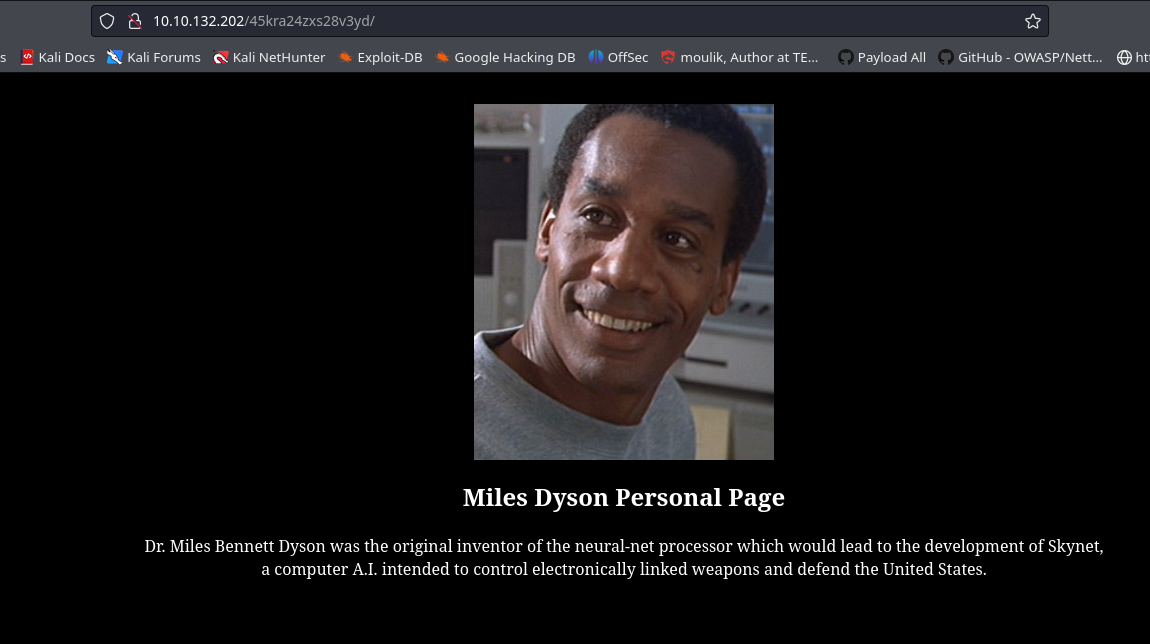 10.10.132.202/45kra24zxs28v3yd/
s Kali Docs Kali Forums Kali NetHunter Exploit-DB Google Hacking DB OffSec moulik, Author at TE... Payload All GitHub - OWASP/Nett... ht
Miles Dyson Personal Page
Dr. Miles Bennett Dyson was the original inventor of the neural-net processor which would lead to the development of Skynet,
a computer A.I. intended to control electronically linked weapons and defend the United States.